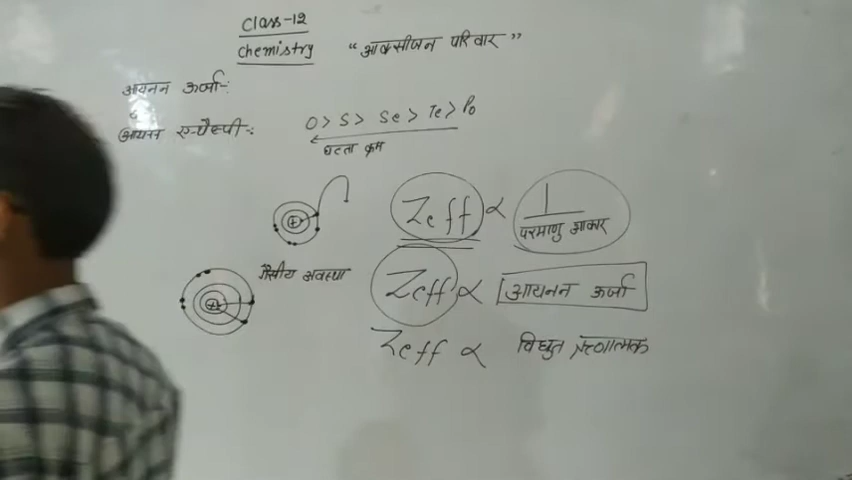 Class-12
Chemistry "आक्सीजन परिवार"
आयनन ऊर्जा-:
आयनन एन्थैल्पी-: O > S > Se > Te > Po
घटता क्रम
Zeff ∝ 1/परमाणु आकार
गैसीय अवस्था Zeff ∝ आयनन ऊर्जा
Zeff ∝ विधुत ऋणात्मक